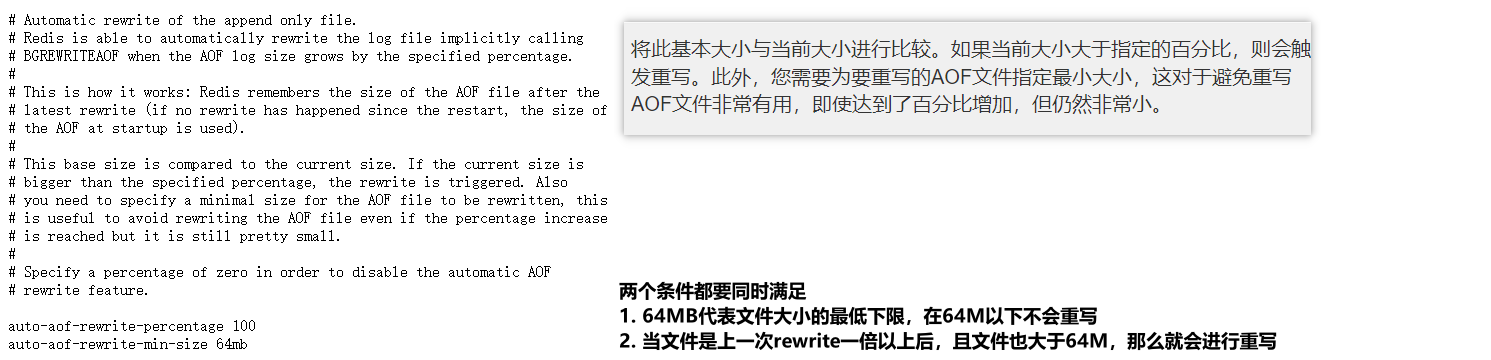 # Automatic rewrite of the append only file.
# Redis is able to automatically rewrite the log file implicitly calling
# BGREWRITEAOF when the AOF log size grows by the specified percentage.
#
# This is how it works: Redis remembers the size of the AOF file after the
# latest rewrite (if no rewrite has happened since the restart, the size of
# the AOF at startup is used).
#
# This base size is compared to the current size. If the current size is
# bigger than the specified percentage, the rewrite is triggered. Also
# you need to specify a minimal size for the AOF file to be rewritten, this
# is useful to avoid rewriting the AOF file even if the percentage increase
# is reached but it is still pretty small.
#
# Specify a percentage of zero in order to disable the automatic AOF
# rewrite feature.
auto-aof-rewrite-percentage 100
auto-aof-rewrite-min-size 64mb
将此基本大小与当前大小进行比较。如果当前大小大于指定的百分比，则会触
发重写。此外，您需要为要重写的AOF文件指定最小大小，这对于避免重写
AOF文件非常有用，即使达到了百分比增加，但仍然非常小。
两个条件都要同时满足
1. 64MB代表文件大小的最低下限，在64M以下不会重写
2. 当文件是上一次rewrite一倍以上后，且文件也大于64M，那么就会进行重写